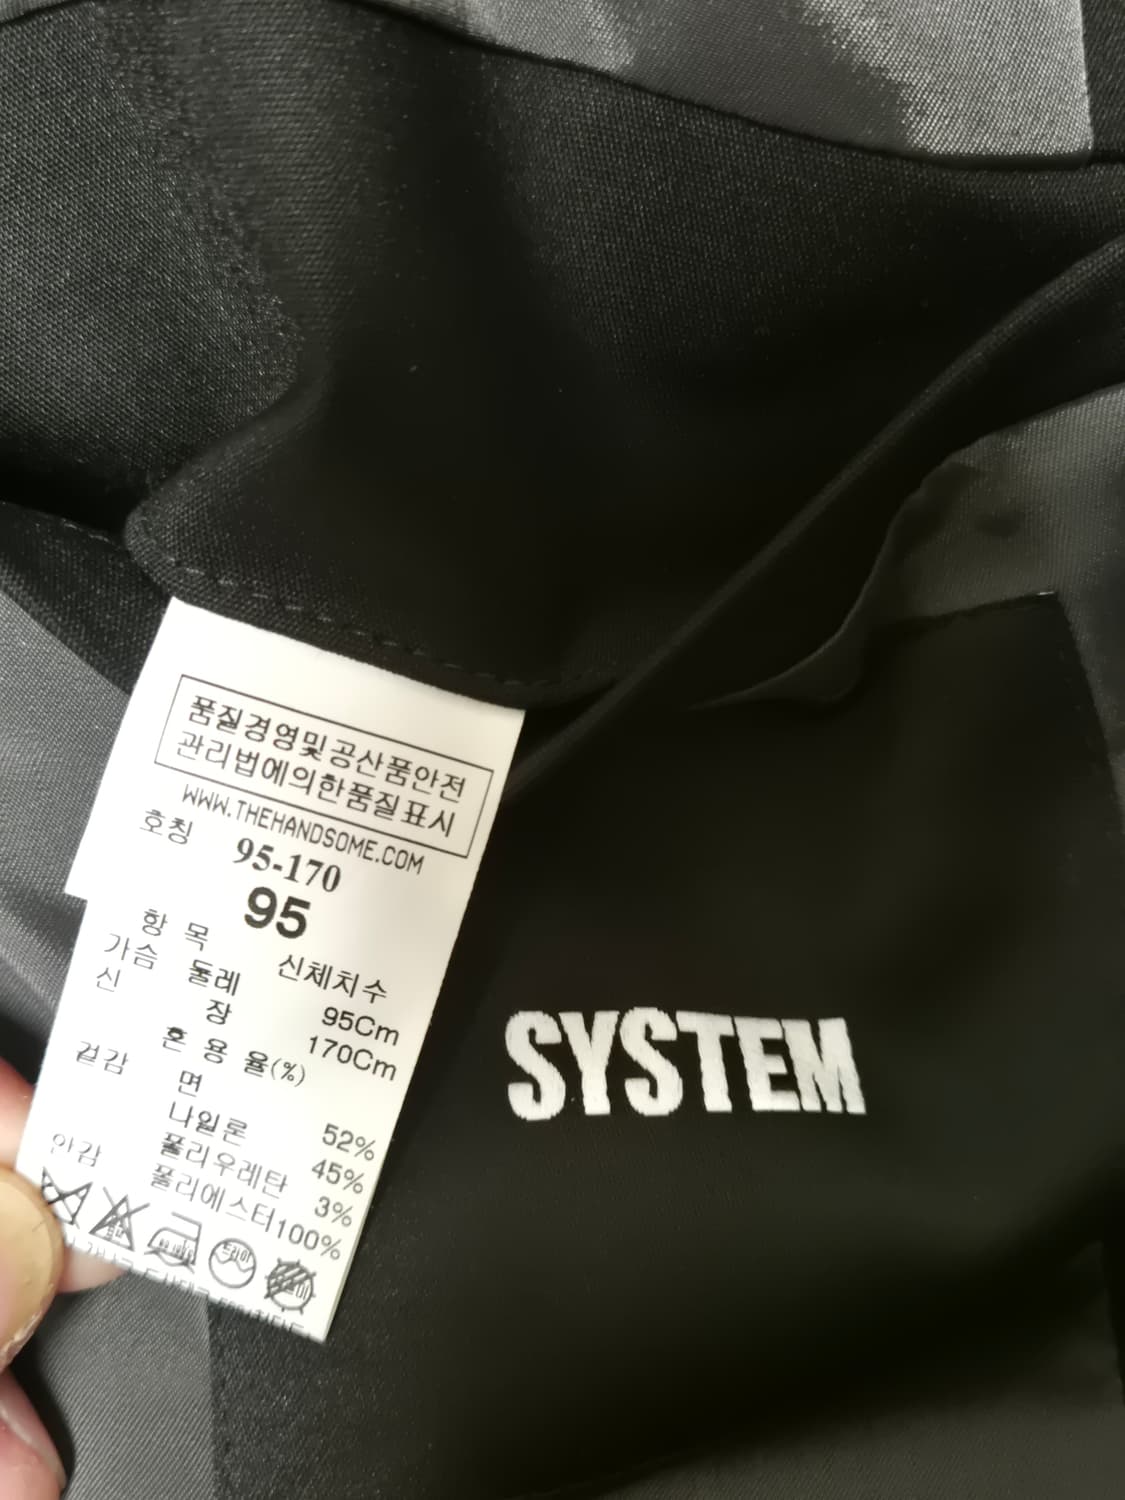 품질경영및공산품안전
관리법에의한품질표시
WWW.THEHANDSOME.COM
호칭 95-170
95
항 목 신체치수
가슴 둘레 95Cm
신 장 170Cm
혼 용 율(%)
겉감 면 52%
나일론 45%
폴리우레탄 3%
안감 폴리에스터100%
드라이
SYSTEM